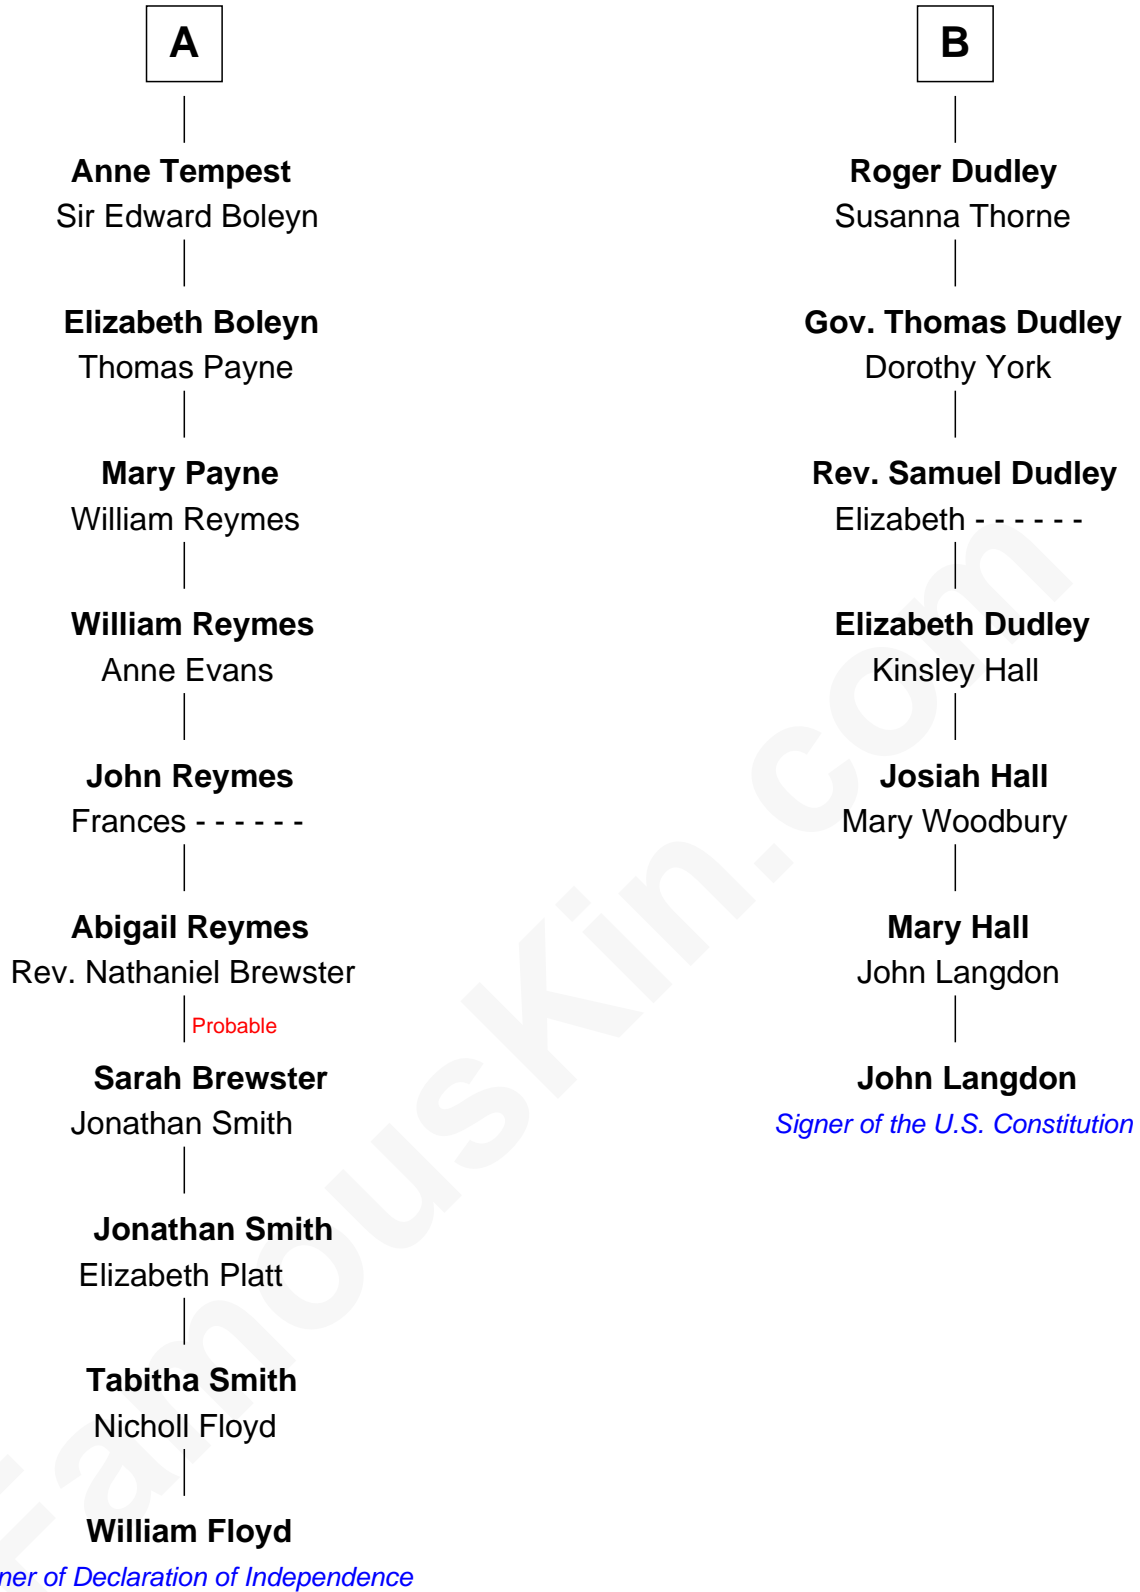 A
Anne Tempest
Sir Edward Boleyn
Elizabeth Boleyn
Thomas Payne
Mary Payne
William Reymes
William Reymes
Anne Evans
John Reymes
Frances - - - - - -
Abigail Reymes
Rev. Nathaniel Brewster
Probable
Sarah Brewster
Jonathan Smith
Jonathan Smith
Elizabeth Platt
Tabitha Smith
Nicholl Floyd
William Floyd
of Declaration of Independence
B
Roger Dudley
Susanna Thorne
Gov. Thomas Dudley
Dorothy York
Rev. Samuel Dudley
Elizabeth - - - - - -
Elizabeth Dudley
Kinsley Hall
Josiah Hall
Mary Woodbury
Mary Hall
John Langdon
John Langdon
Signer of the U.S. Constitution
FamousKin.com